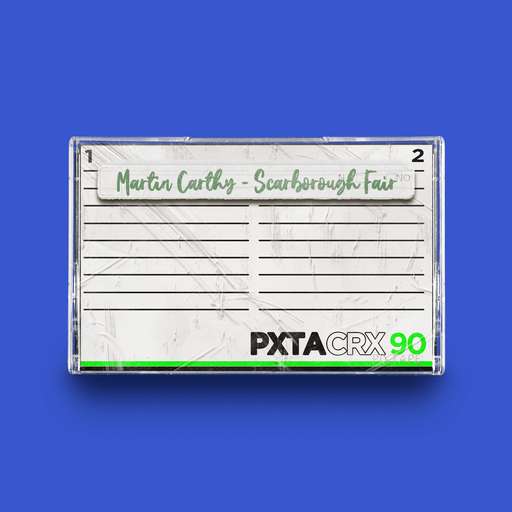 1 2
Martin Carthy - Scarborough Fair
PXTACRX 90